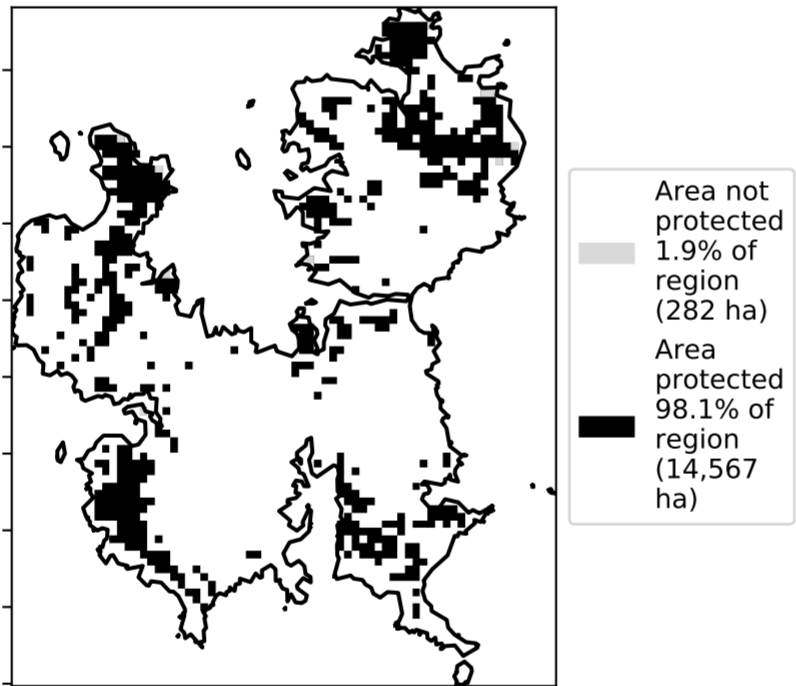 Area not
protected
1.9% of
region
(282 ha)
Area
protected
98.1% of
region
(14,567
ha)